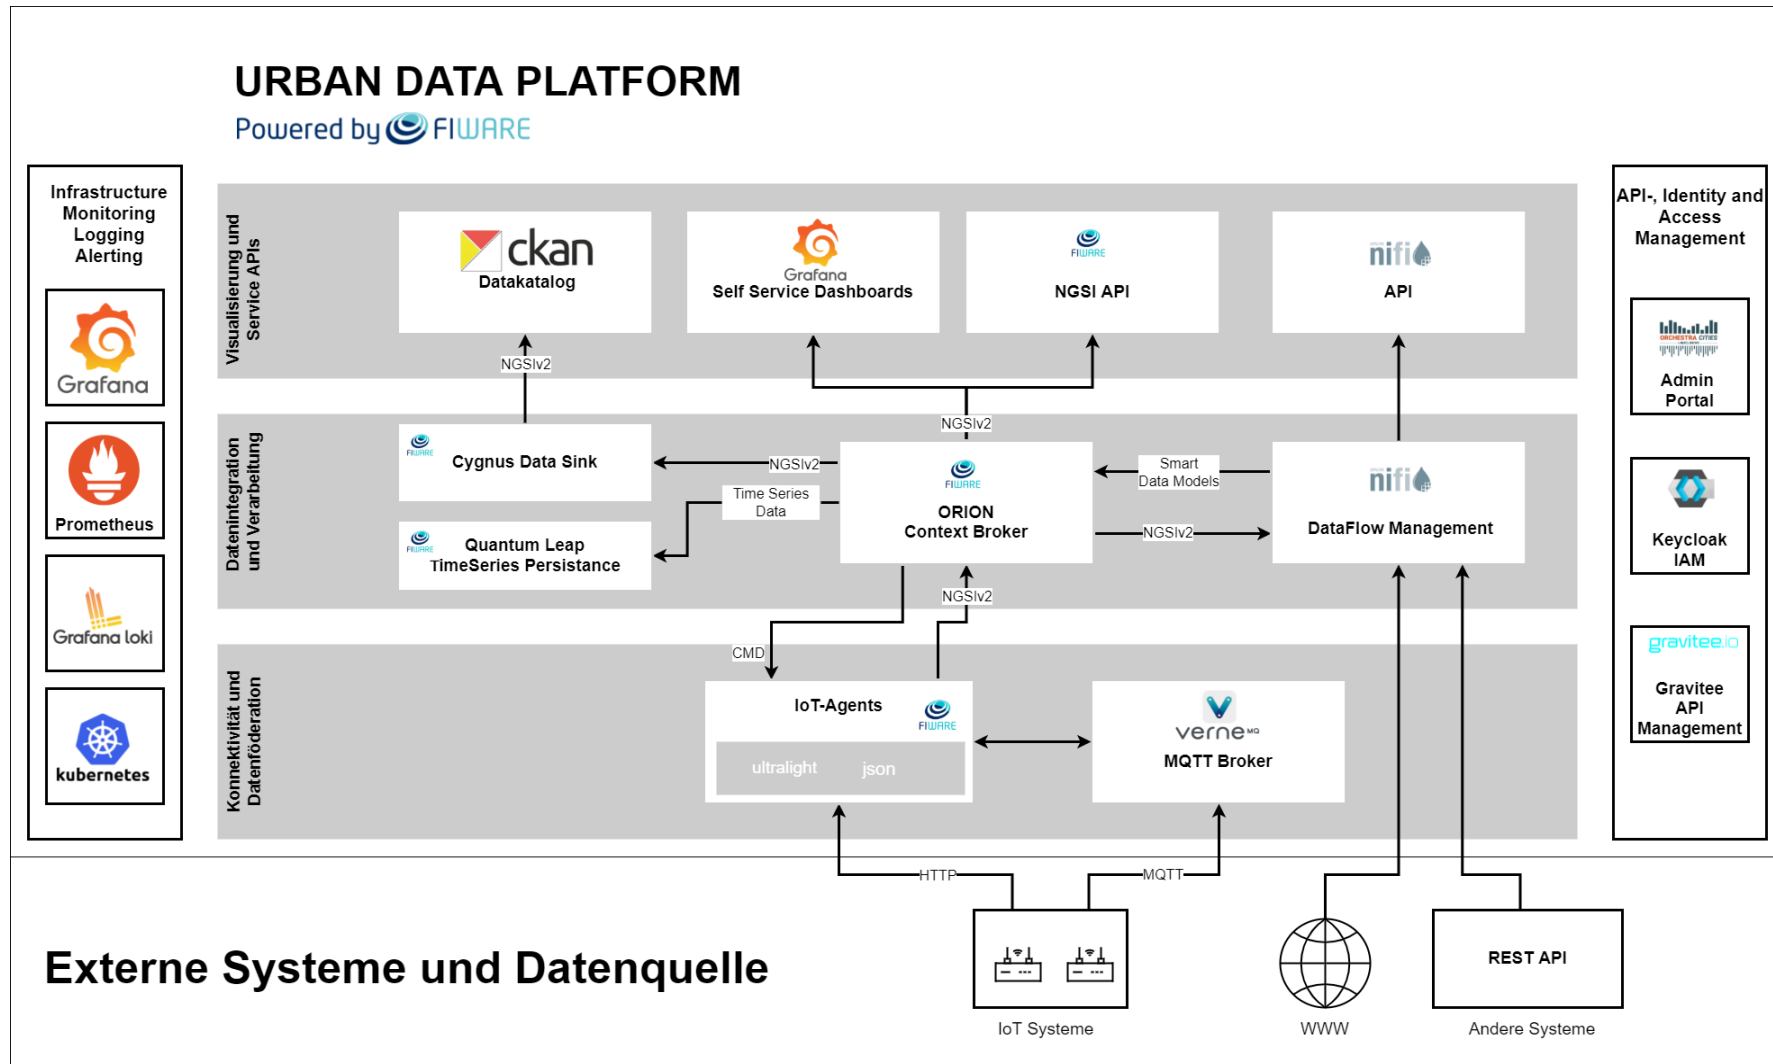 URBAN DATA PLATFORM
Powered by FIWARE
Infrastructure
Monitoring
Logging
Alerting
Grafana
Prometheus
Grafana loki
kubernetes
Visualisierung und
Service APIs
ckan
Datakatalog
Grafana
Self Service Dashboards
FIWARE
NGSI API
nifi
API
NGSIv2
NGSIv2
Datenintegration
und Verarbeitung
FIWARE
Cygnus Data Sink
FIWARE
Quantum Leap
TimeSeries Persistance
NGSIv2
Time Series
Data
FIWARE
ORION
Context Broker
Smart
Data Models
NGSIv2
nifi
DataFlow Management
NGSIv2
CMD
Konnektivität und
Datenföderation
IoT-Agents
FIWARE
ultralight json
verneMQ
MQTT Broker
HTTP
MQTT
API-, Identity and
Access
Management
ORCHESTRA CITIES
Admin
Portal
Keycloak
IAM
gravitee.io
Gravitee
API
Management
Externe Systeme und Datenquelle
IoT Systeme
WWW
REST API
Andere Systeme